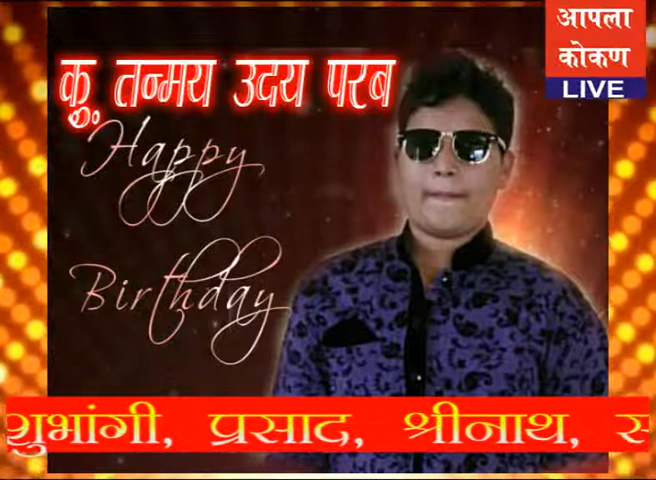 आपला
कोकण
LIVE
कु. तन्मय उदय परब
Happy
Birthday
शुभांगी, प्रसाद, श्रीनाथ,